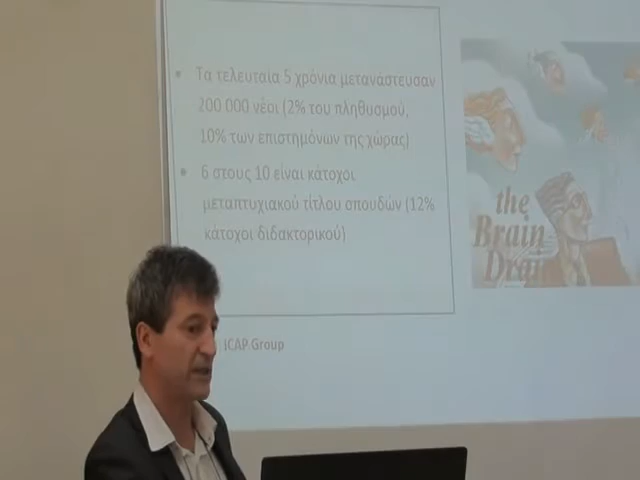 Τα τελευταία 5 χρόνια μετανάστευσαν
200 000 νέοι (2% του πληθυσμού,
10% των επιστημόνων της χώρας)
6 στους 10 είναι κάτοχοι
μεταπτυχιακού τίτλου σπουδών (12%
κάτοχοι διδακτορικού)
the
Brain
Drain
ICAP Group